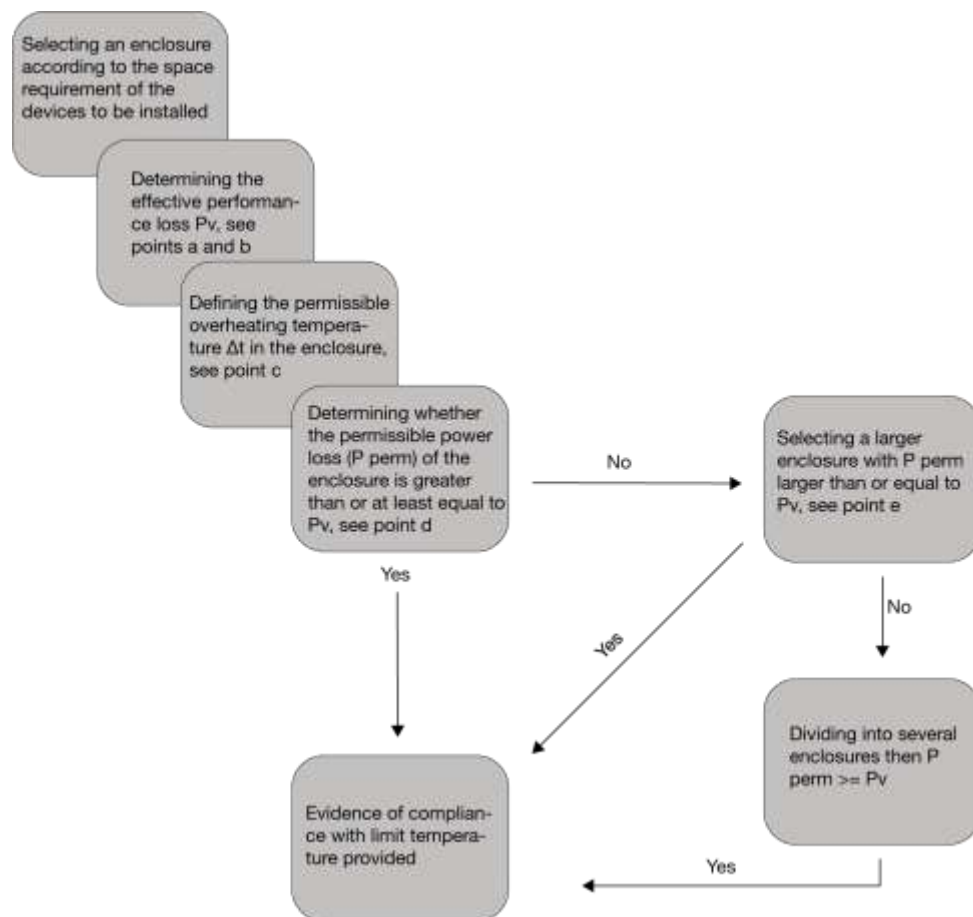 Selecting an enclosure
according to the space
requirement of the
devices to be installed
Determining the
effective performan-
ce loss Pv, see
points a and b
Defining the permissible
overheating tempera-
ture Δt in the enclosure,
see point c
Determining whether
the permissible power
loss (P perm) of the
enclosure is greater
than or at least equal to
Pv, see point d
No
Selecting a larger
enclosure with P perm
larger than or equal to
Pv, see point e
Yes
Yes
No
Dividing into several
enclosures then P
perm >= Pv
Evidence of complian-
ce with limit tempera-
ture provided
Yes